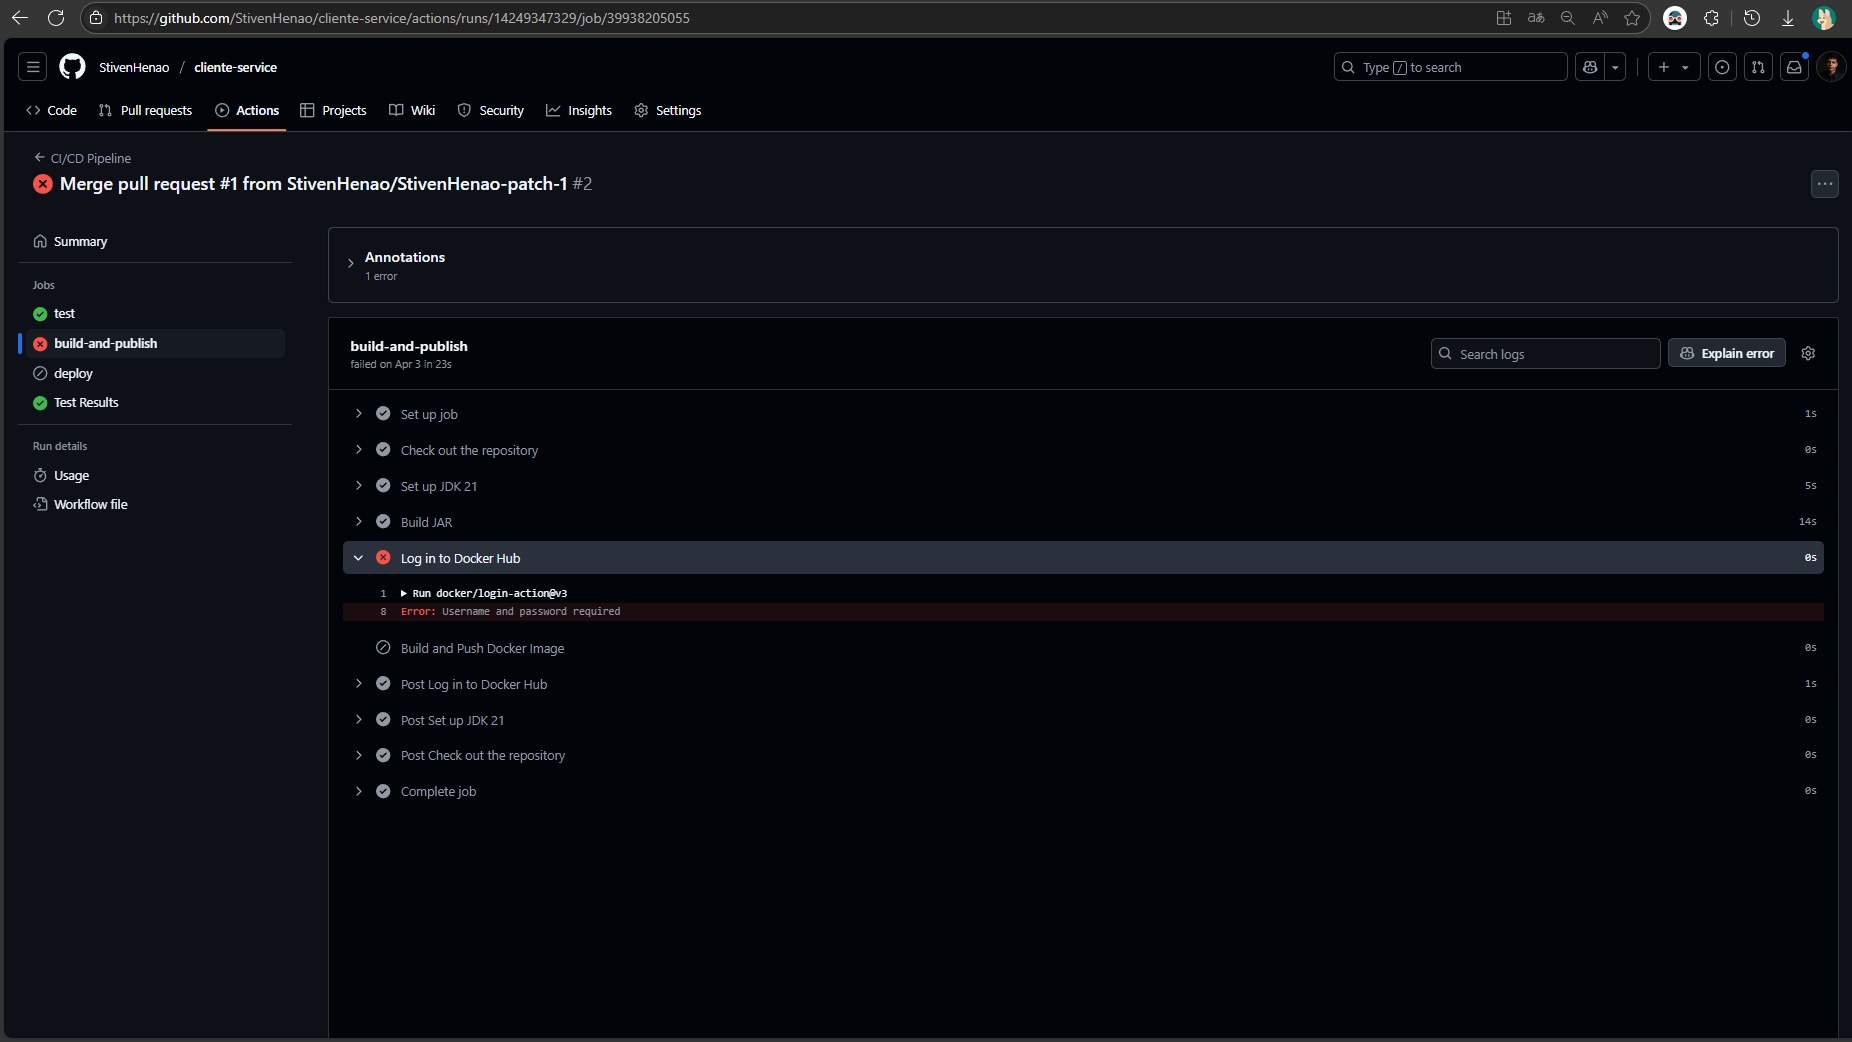 https://github.com/StivenHenao/cliente-service/actions/runs/14249347329/job/39938205055
StivenHenao / cliente-service
Type / to search
Code
Pull requests
Actions
Projects
Wiki
Security
Insights
Settings
CI/CD Pipeline
Merge pull request #1 from StivenHenao/StivenHenao-patch-1 #2
Summary
Jobs
test
build-and-publish
deploy
Test Results
Run details
Usage
Workflow file
Annotations
1 error
build-and-publish
failed on Apr 3 in 23s
Search logs
Explain error
Set up job 1s
Check out the repository 0s
Set up JDK 21 5s
Build JAR 14s
Log in to Docker Hub 0s
1 Run docker/login-action@v3
8 Error: Username and password required
Build and Push Docker Image 0s
Post Log in to Docker Hub 1s
Post Set up JDK 21 0s
Post Check out the repository 0s
Complete job 0s